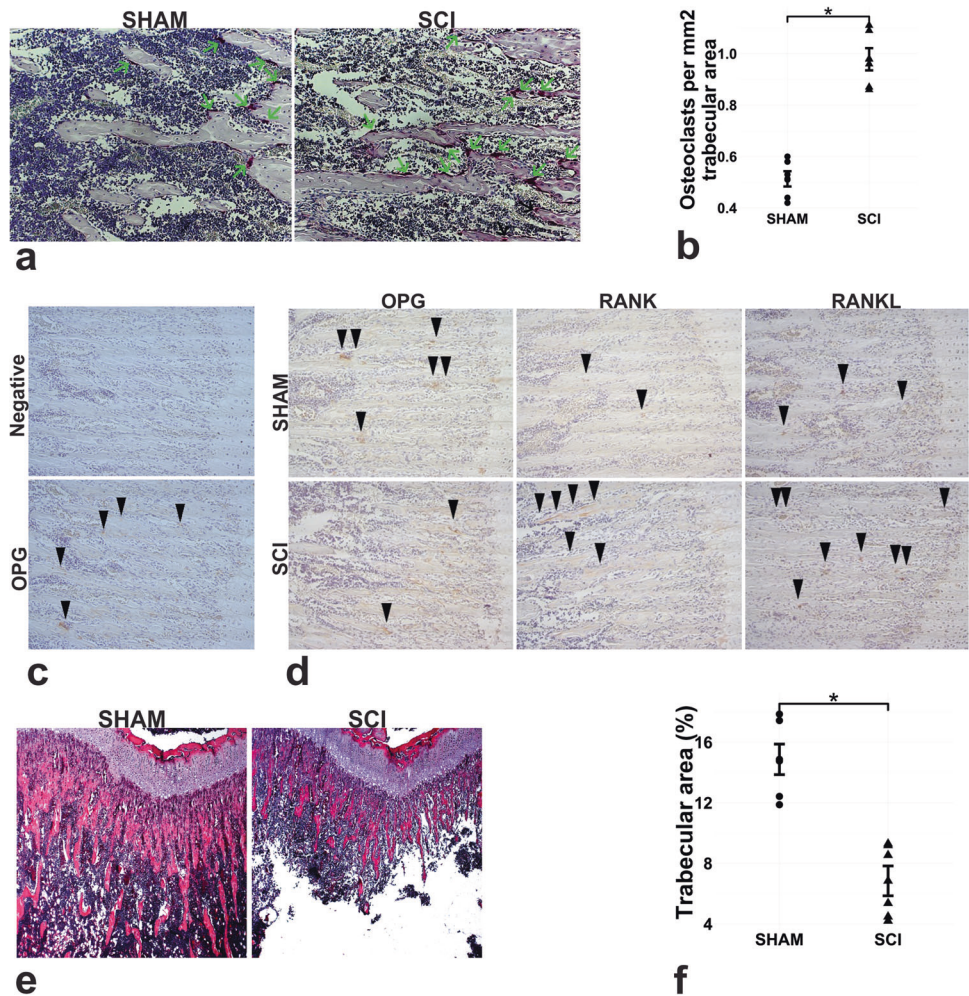 SHAM SCI
a
*
Osteoclasts per mm2
trabecular area
1.0
0.8
0.6
0.4
SHAM SCI
b
Negative
OPG
c
OPG RANK RANKL
SHAM
SCI
d
SHAM SCI
e
*
Trabecular area (%)
16
12
8
4
SHAM SCI
f